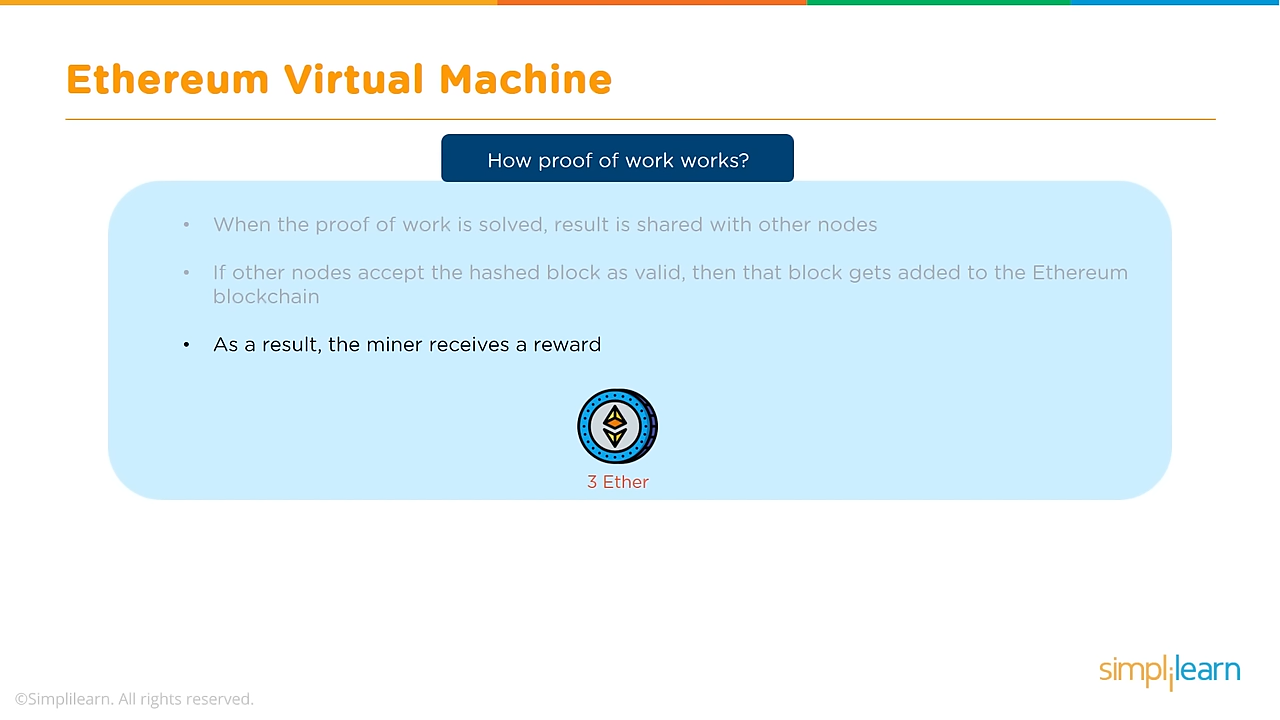 Ethereum Virtual Machine
How proof of work works?
• When the proof of work is solved, result is shared with other nodes
• If other nodes accept the hashed block as valid, then that block gets added to the Ethereum
blockchain
• As a result, the miner receives a reward
3 Ether
simplilearn
©Simplilearn. All rights reserved.